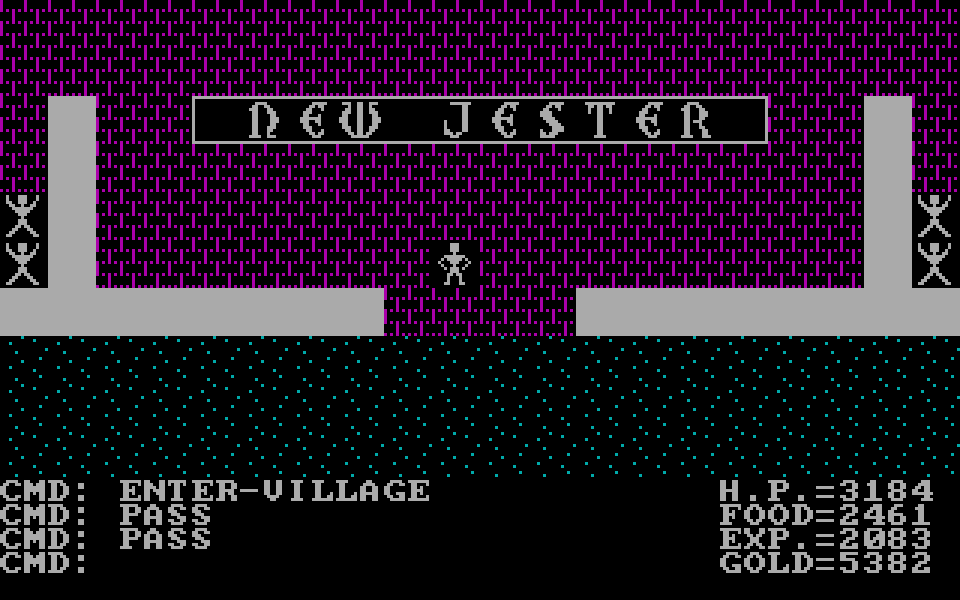 NEW JESTER
CMD: ENTER-VILLAGE H.P.=3184
CMD: PASS FOOD=2461
CMD: PASS EXP.=2083
CMD: GOLD=5382